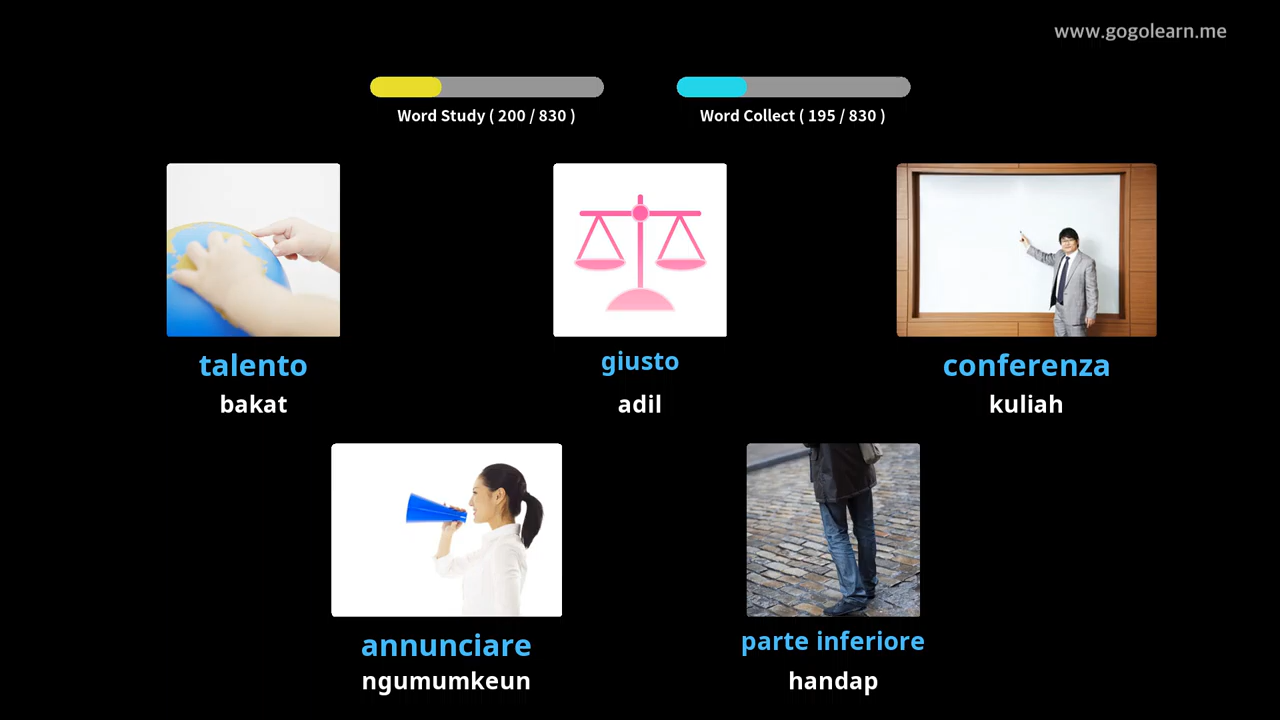 www.gogolearn.me
Word Study ( 200 / 830 )
Word Collect ( 195 / 830 )
talento
bakat
giusto
adil
conferenza
kuliah
annunciare
ngumumkeun
parte inferiore
handap